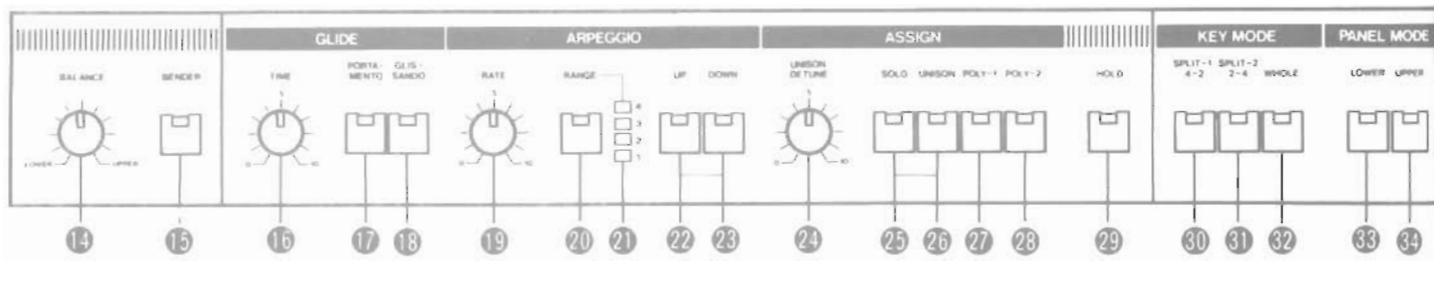 GLIDE ARPEGGIO ASSIGN KEY MODE PANEL MODE
BALANCE BENDER TIME PORTA-MENTO GLIS-SANDO RATE RANGE UP DOWN UNISON DETUNE SOLO UNISON POLY-1 POLY-2 HOLD SPLIT-1 4-2 SPLIT-2 2-4 WHOLE LOWER UPPER
5 5 5
4
3
2
1
LOWER UPPER 0 10 0 10 0 10
14 15 16 17 18 19 20 21 22 23 24 25 26 27 28 29 30 31 32 33 34